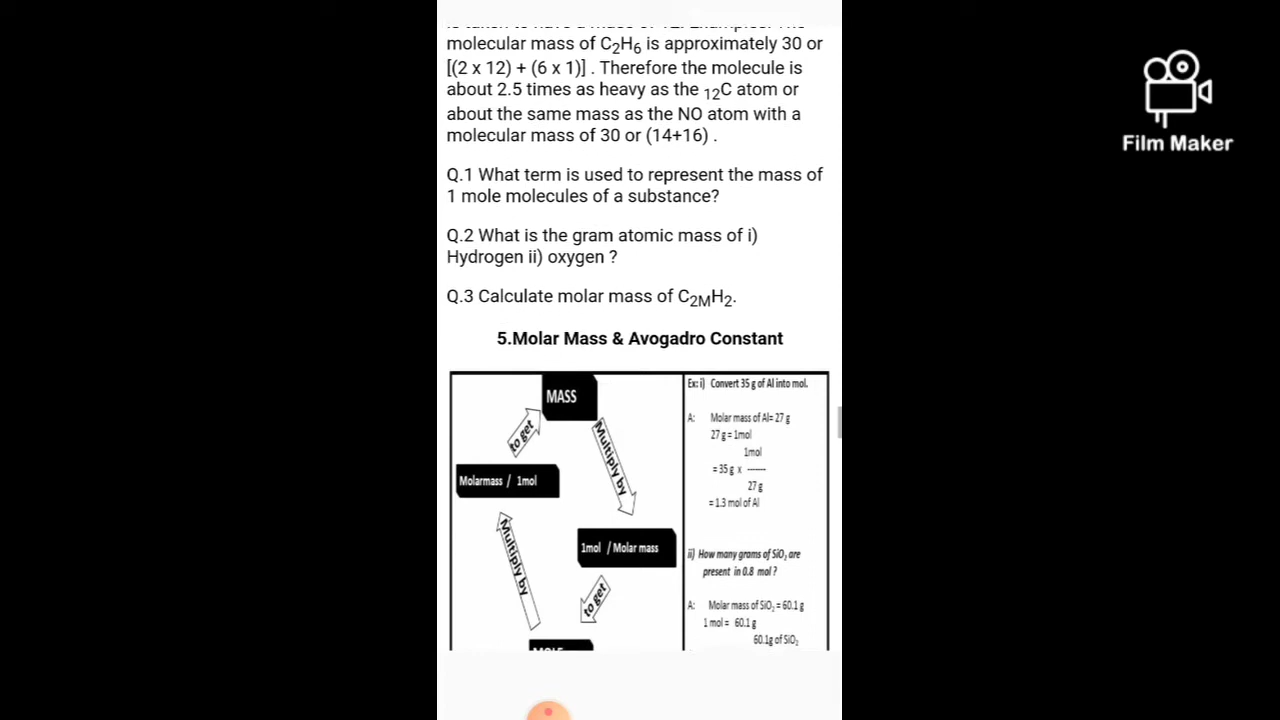 molecular mass of C₂H₆ is approximately 30 or
[(2 x 12) + (6 x 1)] . Therefore the molecule is
about 2.5 times as heavy as the ₁₂C atom or
about the same mass as the NO atom with a
molecular mass of 30 or (14+16) .
Q.1 What term is used to represent the mass of
1 mole molecules of a substance?
Q.2 What is the gram atomic mass of i)
Hydrogen ii) oxygen ?
Q.3 Calculate molar mass of C₂ₘH₂.
5.Molar Mass & Avogadro Constant
MASS
to get
Multiply by
Molarmass / 1mol
Multiply by
1mol / Molar mass
to get
Ex: i) Convert 35 g of Al into mol.
A: Molar mass of Al= 27 g
27 g = 1mol
1mol
= 35 g x -------
27 g
= 1.3 mol of Al
ii) How many grams of SiO₂ are
present in 0.8 mol ?
A: Molar mass of SiO₂ = 60.1 g
1 mol = 60.1 g
60.1g of SiO₂
Film Maker